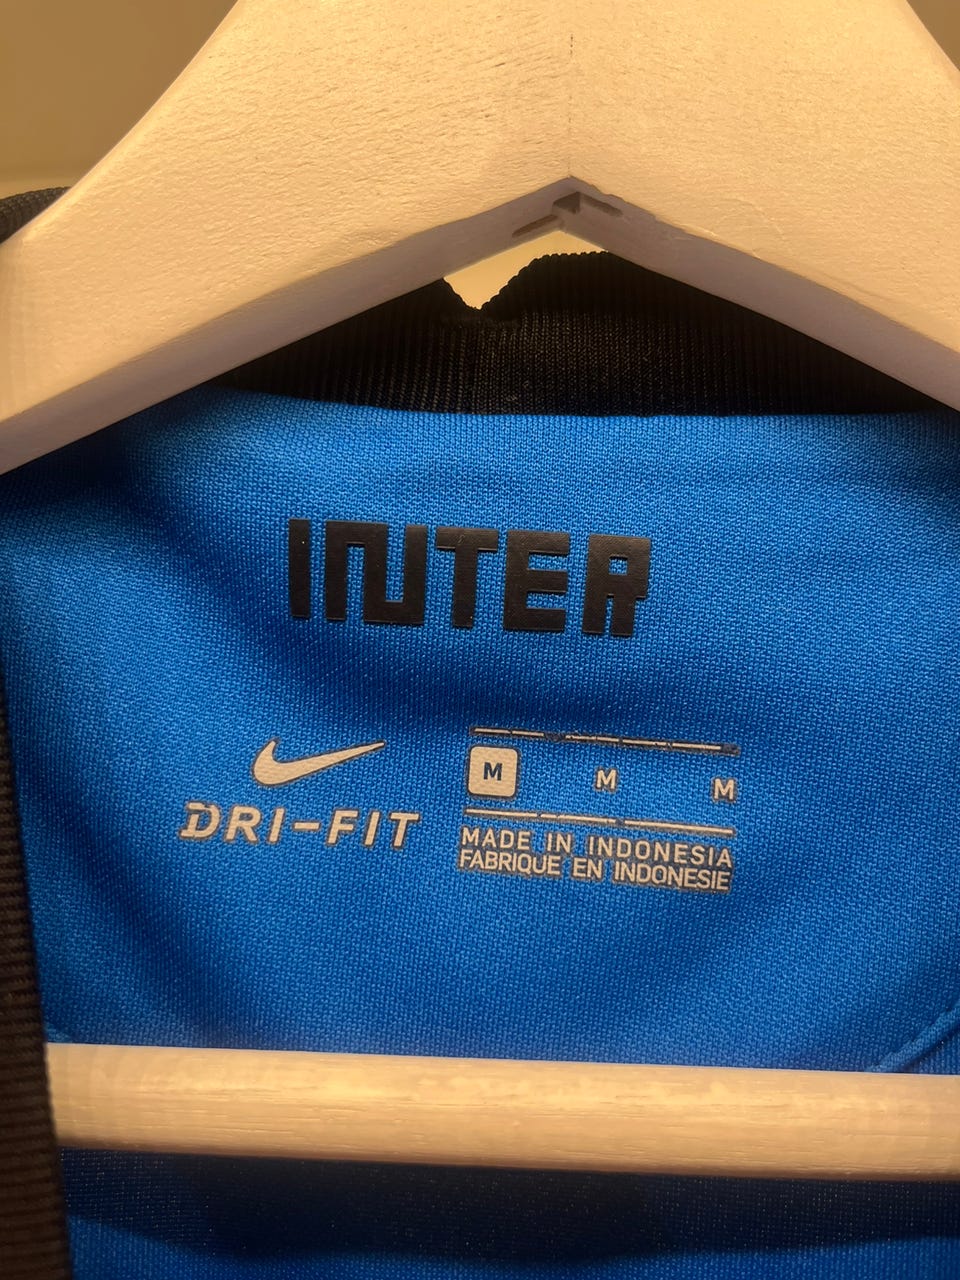 INTER
DRI-FIT
M M M
MADE IN INDONESIA
FABRIQUE EN INDONESIE